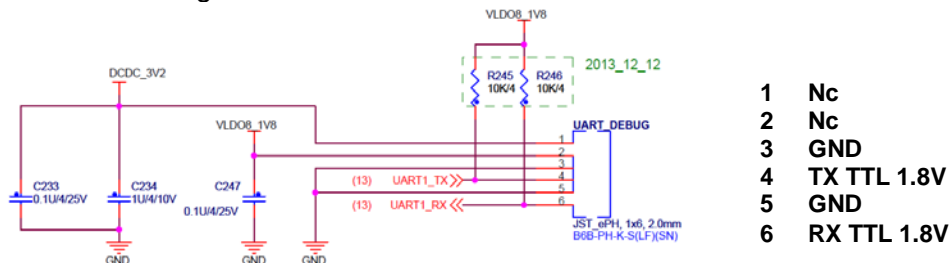 VLDO8_1V8
2013_12_12
DCDC_3V2
R245
10K/4
R246
10K/4
VLDO8_1V8
UART_DEBUG
1
2
3
4
5
6
C233
0.1U/4/25V
C234
1U/4/10V
C247
0.1U/4/25V
(13) UART1_TX
(13) UART1_RX
JST_ePH, 1x6, 2.0mm
B6B-PH-K-S(LF)(SN)
GND
GND
GND
1 Nc
2 Nc
3 GND
4 TX TTL 1.8V
5 GND
6 RX TTL 1.8V